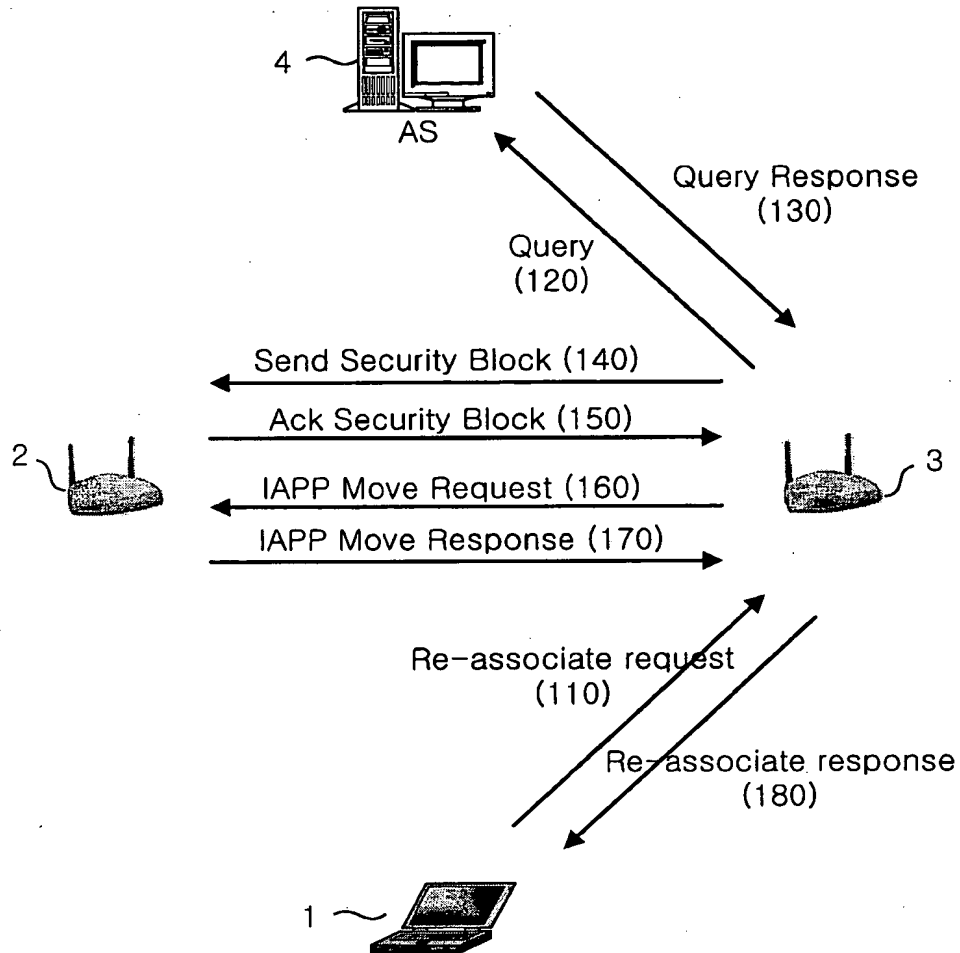 4
AS
Query Response
(130)
Query
(120)
Send Security Block (140)
Ack Security Block (150)
2
IAPP Move Request (160)
3
IAPP Move Response (170)
Re-associate request
(110)
Re-associate response
(180)
1